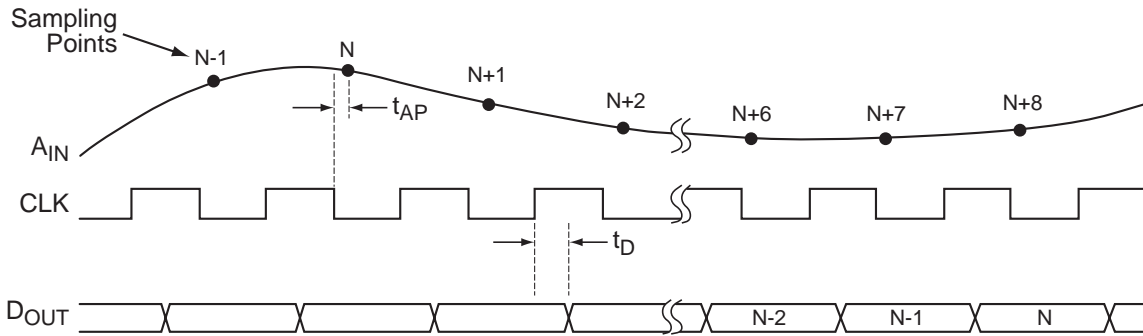 Sampling
Points
N-1
N
N+1
N+2
N+6
N+7
N+8
tAP
AIN
CLK
tD
DOUT
N-2
N-1
N